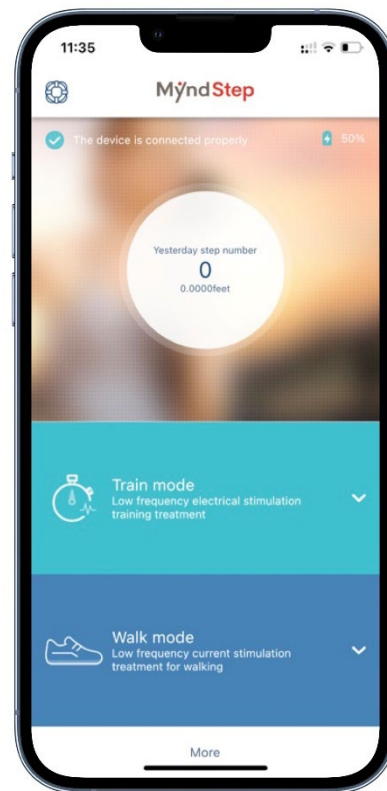 11:35
MyndStep
The device is connected properly
50%
Yesterday step number
0
0.0000feet
Train mode
Low frequency electrical stimulation
training treatment
Walk mode
Low frequency current stimulation
treatment for walking
More